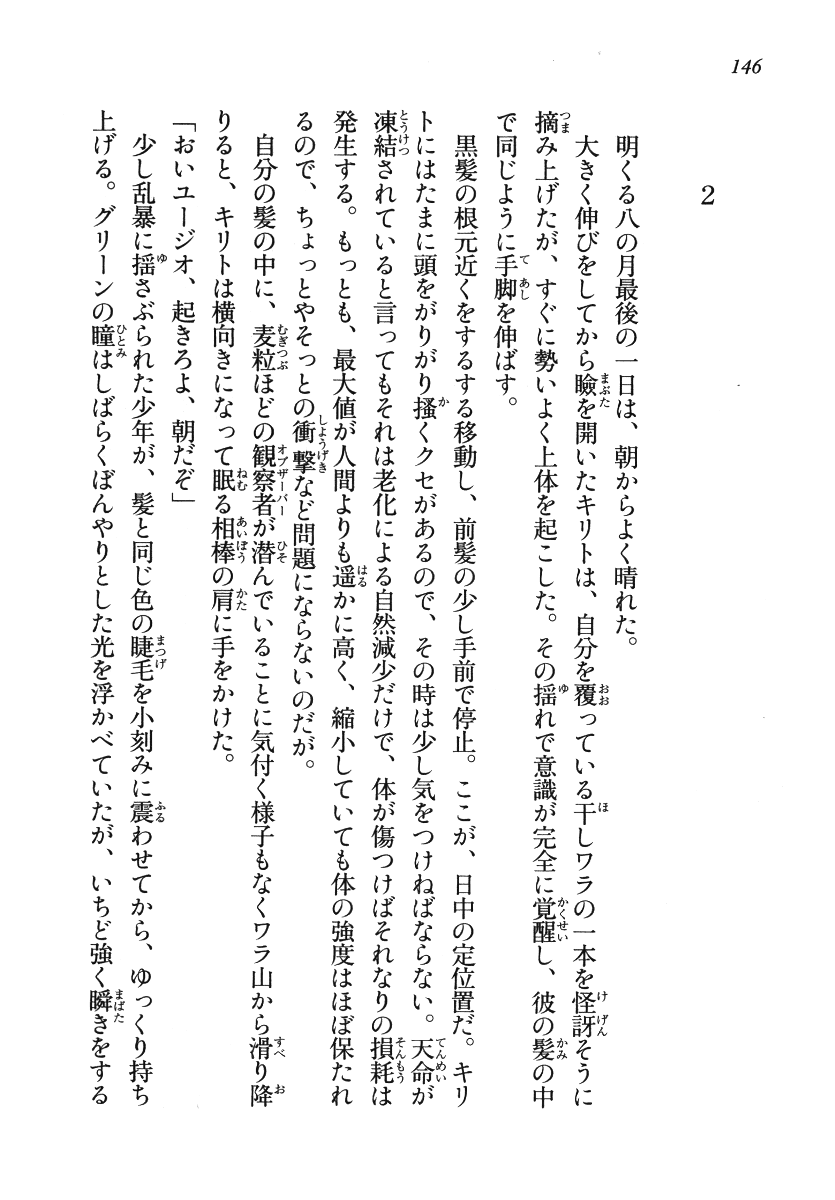 146
2
明くる八の月最後の一日は、朝からよく晴れた。
大きく伸びをしてから瞼を開いたキリトは、自分を覆っている干しワラの一本を怪訝そうに
摘み上げたが、すぐに勢いよく上体を起こした。その揺れで意識が完全に覚醒し、彼の髪の中
で同じように手脚を伸ばす。
黒髪の根元近くをするする移動し、前髪の少し手前で停止。ここが、日中の定位置だ。キリ
トにはたまに頭をがりがり掻くクセがあるので、その時は少し気をつけねばならない。天命が
凍結されていると言ってもそれは老化による自然減少だけで、体が傷つけばそれなりの損耗は
発生する。もっとも、最大値が人間よりも遥かに高く、縮小していても体の強度はほぼ保たれ
るので、ちょっとやそっとの衝撃など問題にならないのだが。
自分の髪の中に、麦粒ほどの観察者が潜んでいることに気付く様子もなくワラ山から滑り降
りると、キリトは横向きになって眠る相棒の肩に手をかけた。
「おいユージオ、起きろよ、朝だぞ」
少し乱暴に揺さぶられた少年が、髪と同じ色の睫毛を小刻みに震わせてから、ゆっくり持ち
上げる。グリーンの瞳はしばらくぼんやりとした光を浮かべていたが、いちど強く瞬きをする